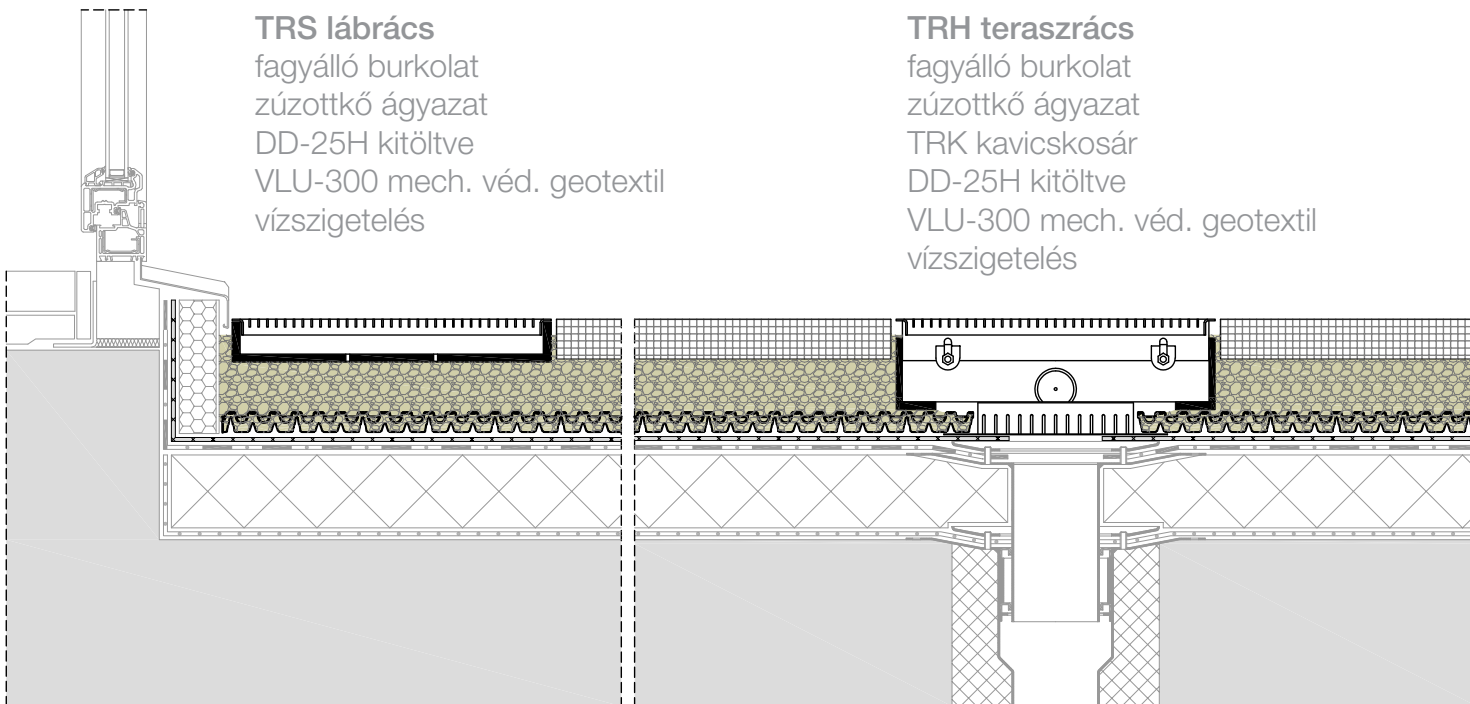 TRS lábrács
fagyálló burkolat
zúzottkő ágyazat
DD-25H kitöltve
VLU-300 mech. véd. geotextil
vízszigetelés
TRH teraszrács
fagyálló burkolat
zúzottkő ágyazat
TRK kavicskosár
DD-25H kitöltve
VLU-300 mech. véd. geotextil
vízszigetelés